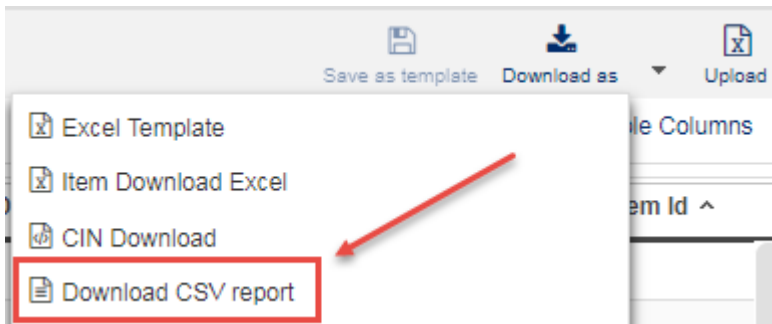 Save as template Download as Upload
Excel Template
le Columns
Item Download Excel
em Id
CIN Download
Download CSV report